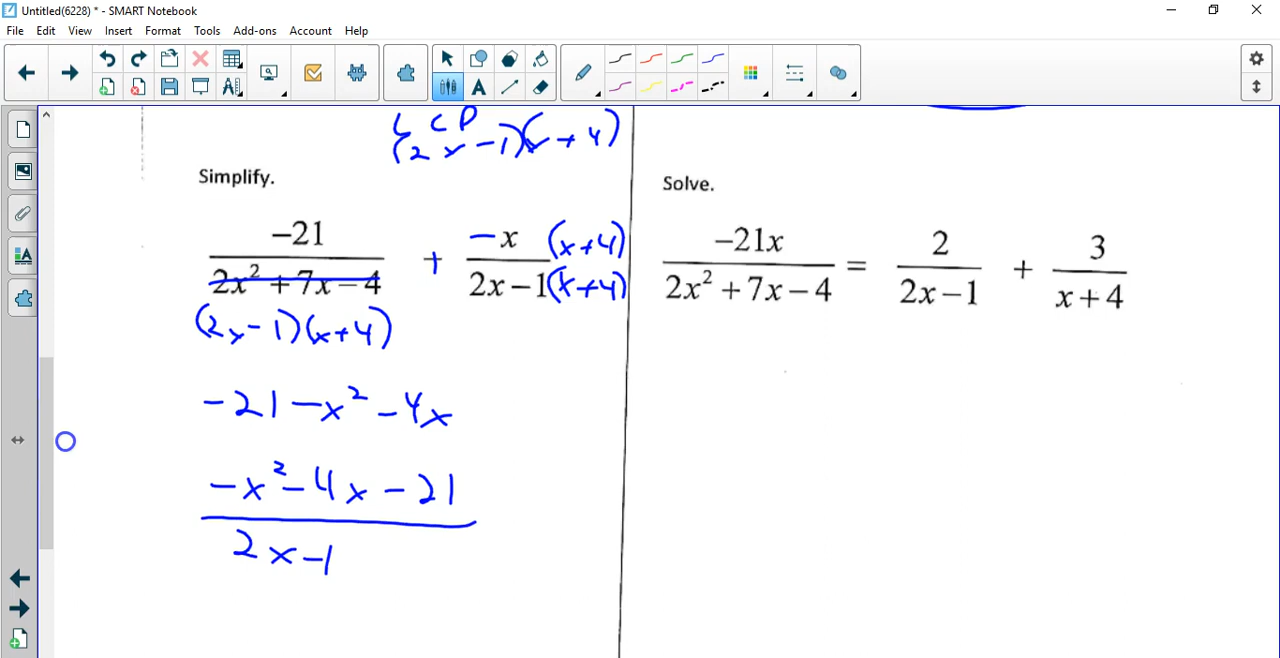 Untitled(6228) * - SMART Notebook
File Edit View Insert Format Tools Add-ons Account Help
LCD
(2x-1)(x+4)
Simplify.
-21/(2x²+7x-4) + -x(x+4)/(2x-1(x+4)
(2x-1)(x+4)
-21-x²-4x
-x²-4x-21
2x-1
Solve.
-21x/(2x²+7x-4) = 2/(2x-1) + 3/(x+4)